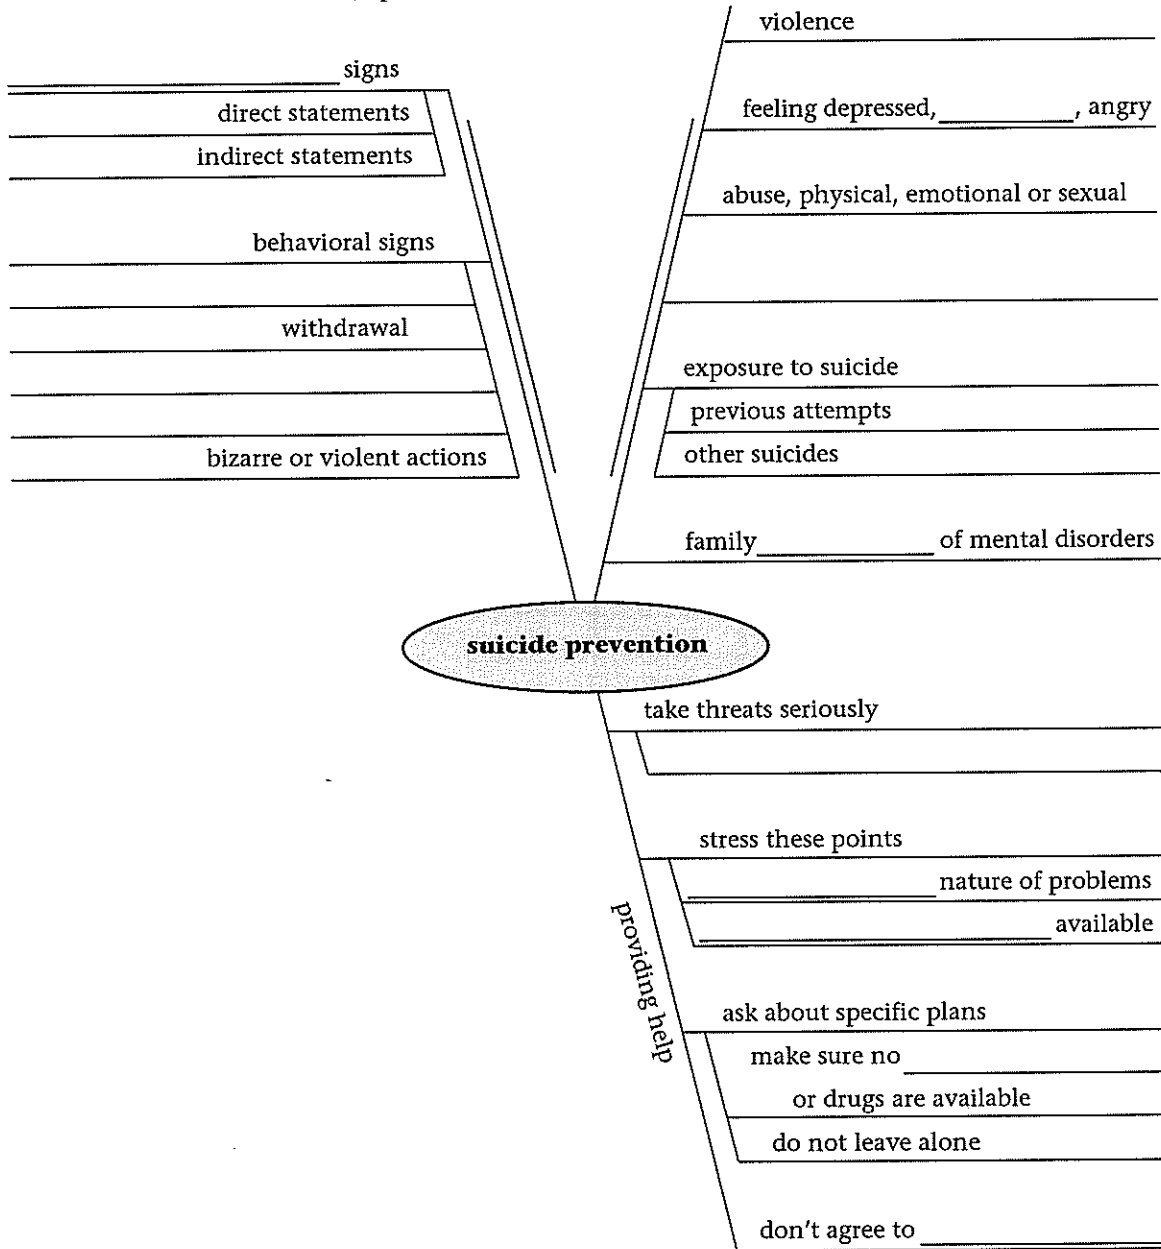 signs
direct statements
indirect statements
behavioral signs
withdrawal
bizarre or violent actions
violence
feeling depressed,____________, angry
abuse, physical, emotional or sexual
exposure to suicide
previous attempts
other suicides
family________________ of mental disorders
suicide prevention
take threats seriously
stress these points
nature of problems
available
providing help
ask about specific plans
make sure no
or drugs are available
do not leave alone
don't agree to